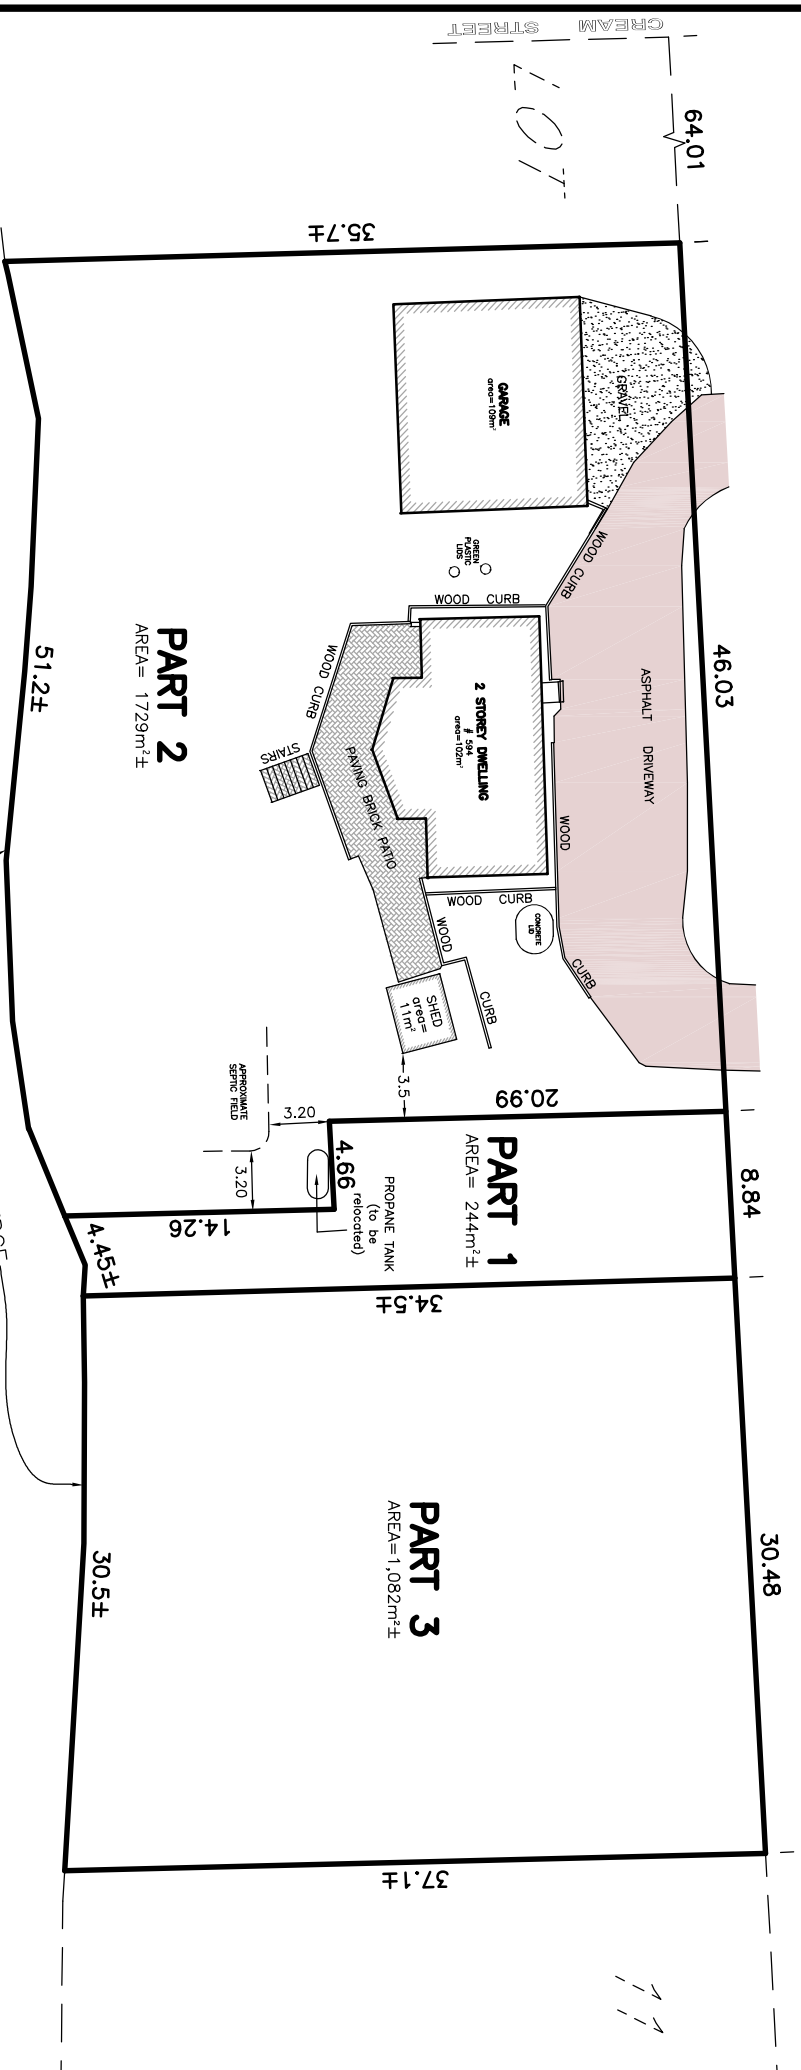 CREAM STREET
LOT
64.01
35.7±
GRAVEL
GARAGE
area=109m²
WOOD CURB
GREEN
PLASTIC
LIDS
WOOD CURB
46.03
ASPHALT DRIVEWAY
51.2±
PART 2
AREA= 1729m²±
WOOD CURB
STAIRS
PAVING BRICK PATIO
2 STOREY DWELLING
# 594
area=102m²
WOOD
WOOD CURB
CONCRETE
LID
WOOD
CURB
CURB
SHED
area=
11m²
3.5
20.99
APPROXIMATE
SEPTIC FIELD
3.20
3.20
4.66
PROPANE TANK
(to be
relocated)
PART 1
AREA= 244m²±
8.84
14.26
4.45±
34.5±
PART 3
AREA=1,082m²±
30.48
30.5±
37.1±
11